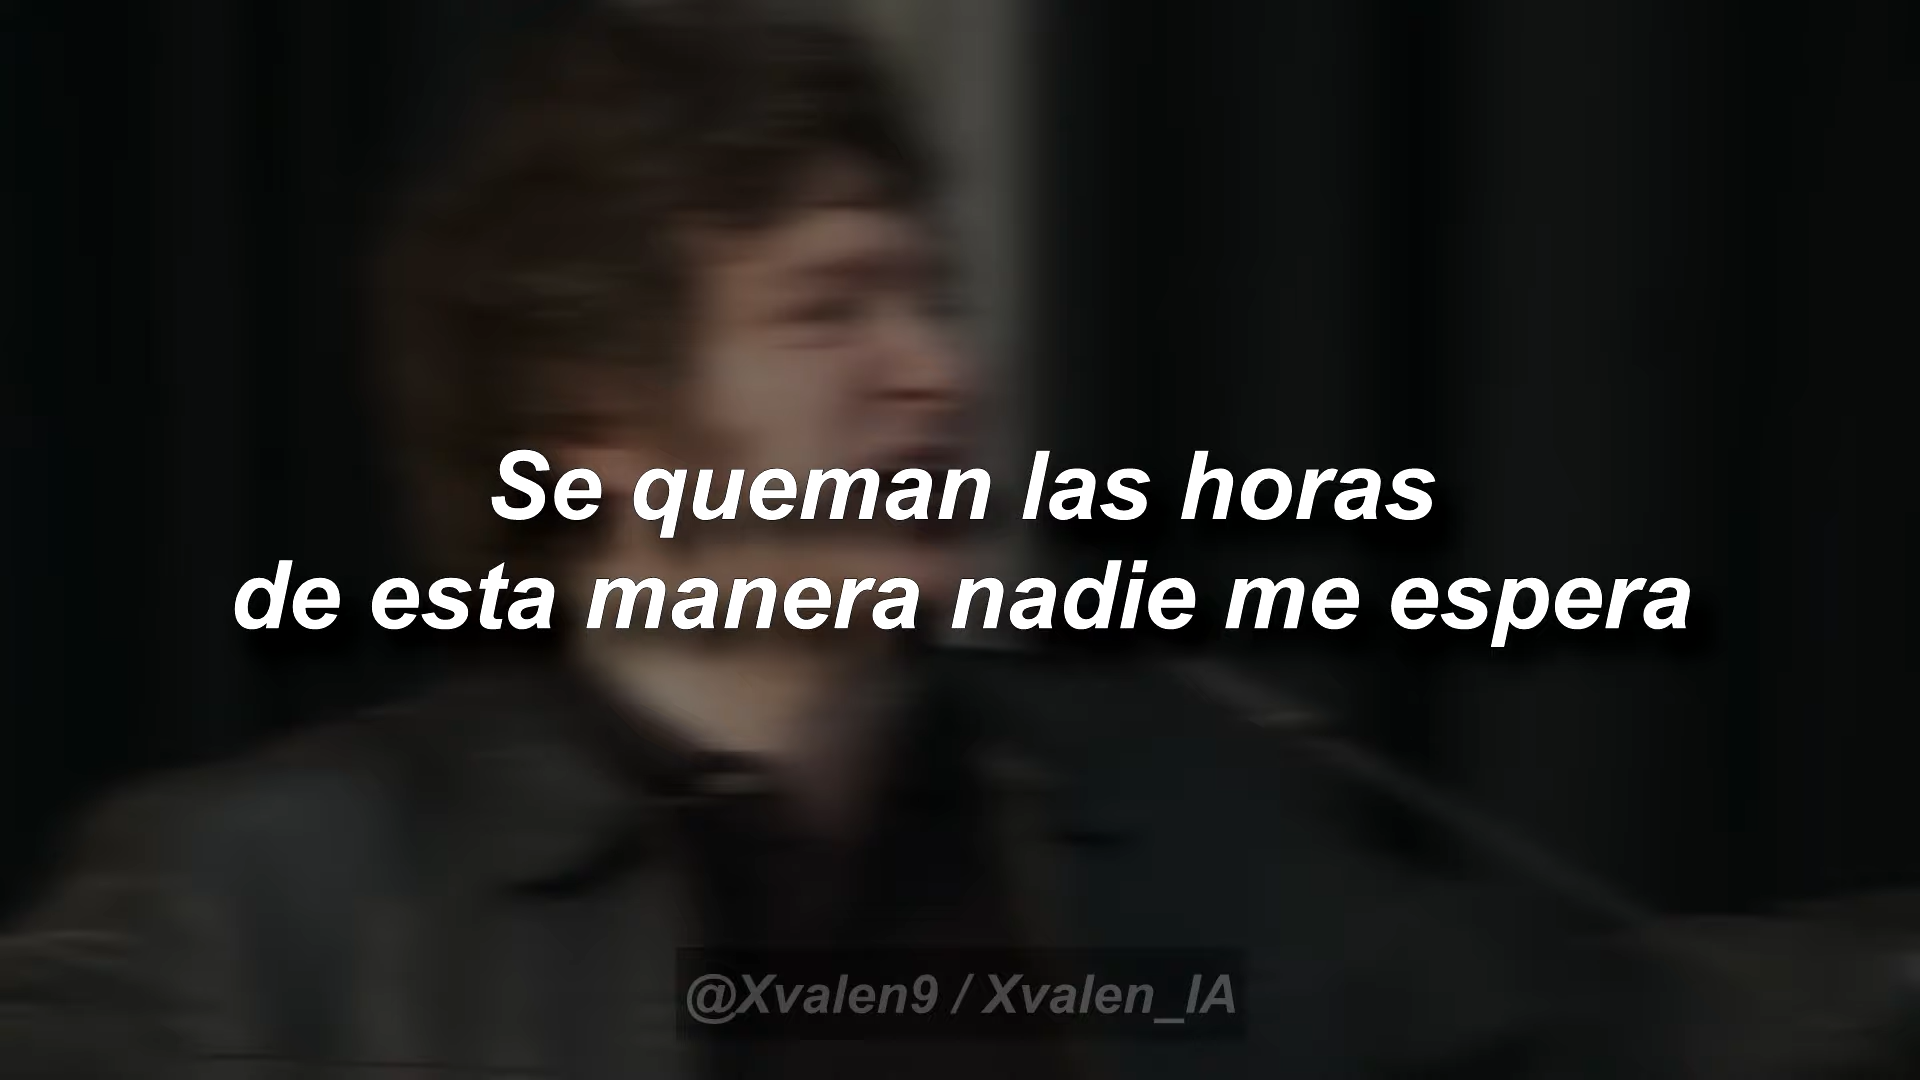 Se queman las horas
de esta manera nadie me espera
@Xvalen9 / Xvalen_IA